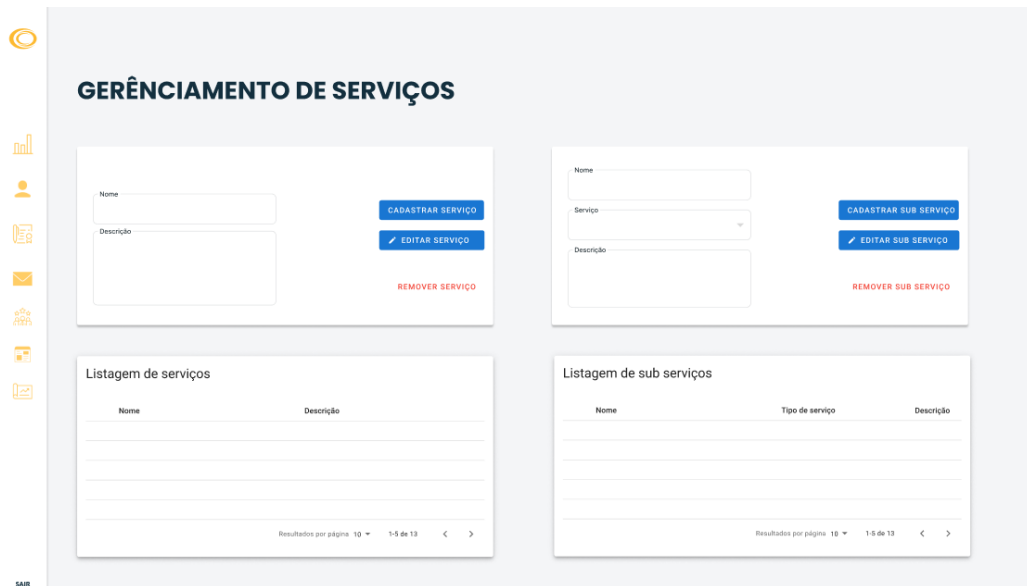 GERÊNCIAMENTO DE SERVIÇOS
Nome
Descrição
CADASTRAR SERVIÇO
EDITAR SERVIÇO
REMOVER SERVIÇO
Nome
Serviço
Descrição
CADASTRAR SUB SERVIÇO
EDITAR SUB SERVIÇO
REMOVER SUB SERVIÇO
Listagem de serviços
Nome Descrição
Resultados por página 10 1-5 de 13
Listagem de sub serviços
Nome Tipo de serviço Descrição
Resultados por página 10 1-5 de 13
SAIR